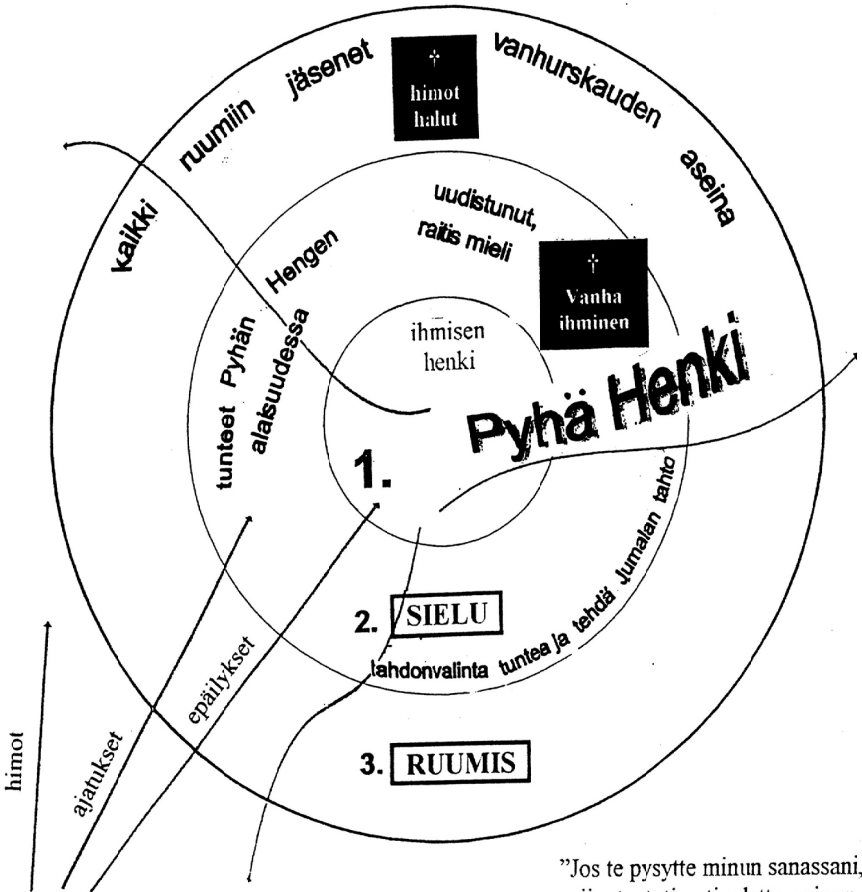 kaikki ruumiin jäsenet
†
himot
halut
vanhurskauden aseina
uudistunut,
raitis mieli
†
Vanha
ihminen
tunteet Pyhän Hengen
alaisuudessa
ihmisen
henki
Pyhä Henki
1.
2. SIELU
tahdonvalinta tuntea ja tehdä Jumalan tahto
3. RUUMIS
himot
ajatukset
epäilykset
”Jos te pysytte minun sanassani,